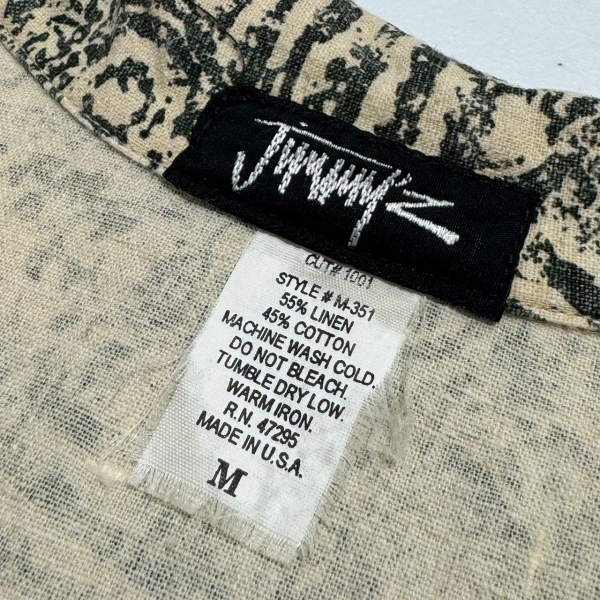 Jimmy'Z
CUT# 1001
STYLE # M-351
55% LINEN
45% COTTON
MACHINE WASH COLD.
DO NOT BLEACH.
TUMBLE DRY LOW.
WARM IRON.
R.N. 47295
MADE IN U.S.A.
M